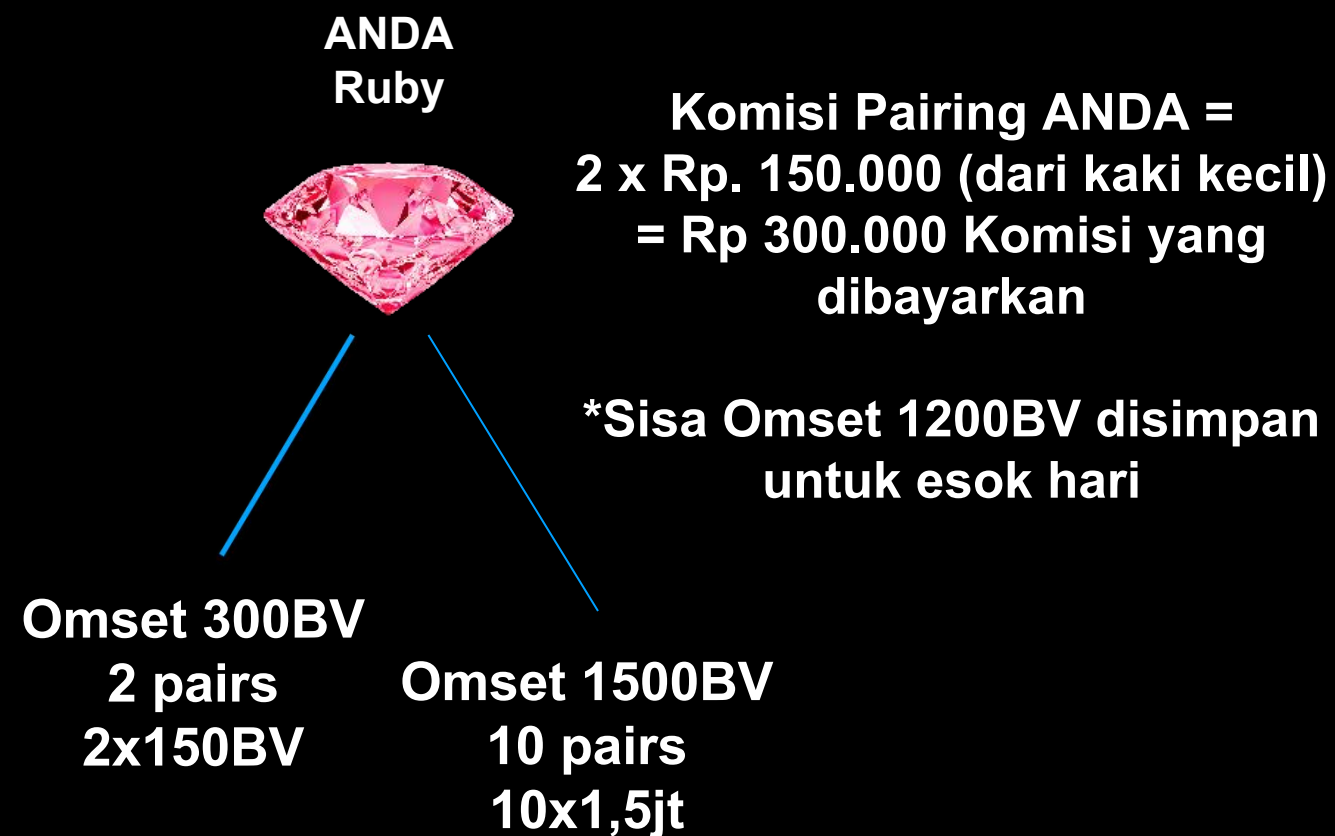 ANDA
Ruby
Komisi Pairing ANDA =
2 x Rp. 150.000 (dari kaki kecil)
= Rp 300.000 Komisi yang
dibayarkan
*Sisa Omset 1200BV disimpan
untuk esok hari
Omset 300BV
2 pairs
2x150BV
Omset 1500BV
10 pairs
10x1,5jt